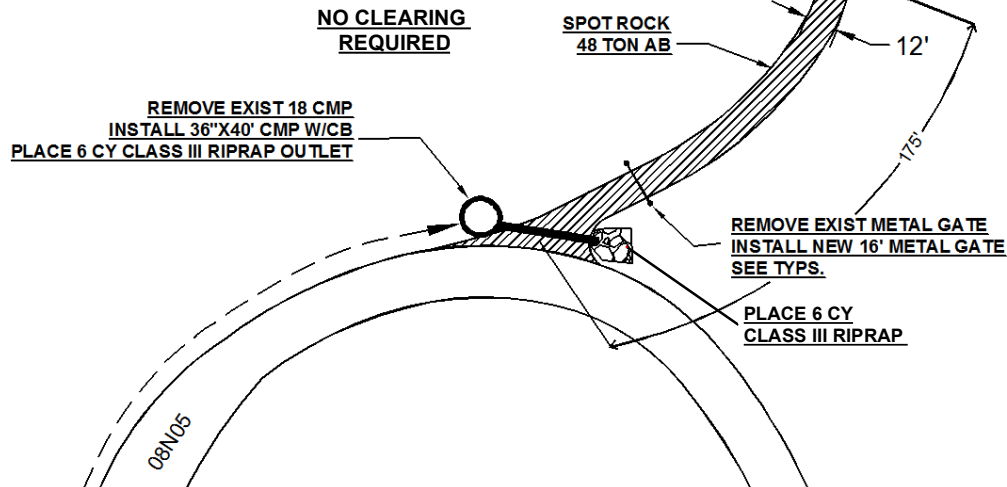 NO CLEARING
REQUIRED
SPOT ROCK
48 TON AB
12'
REMOVE EXIST 18 CMP
INSTALL 36"X40' CMP W/CB
PLACE 6 CY CLASS III RIPRAP OUTLET
175'
REMOVE EXIST METAL GATE
INSTALL NEW 16' METAL GATE
SEE TYPS.
PLACE 6 CY
CLASS III RIPRAP
08N05